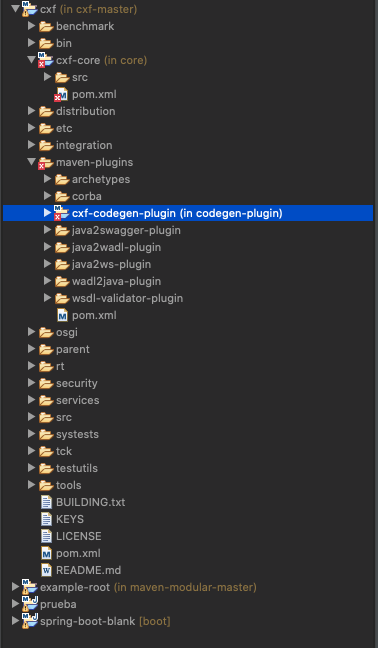 cxf (in cxf-master)
benchmark
bin
cxf-core (in core)
src
pom.xml
distribution
etc
integration
maven-plugins
archetypes
corba
cxf-codegen-plugin (in codegen-plugin)
java2swagger-plugin
java2wadl-plugin
java2ws-plugin
wadl2java-plugin
wsdl-validator-plugin
pom.xml
osgi
parent
rt
security
services
src
systests
tck
testutils
tools
BUILDING.txt
KEYS
LICENSE
pom.xml
README.md
example-root (in maven-modular-master)
prueba
spring-boot-blank [boot]